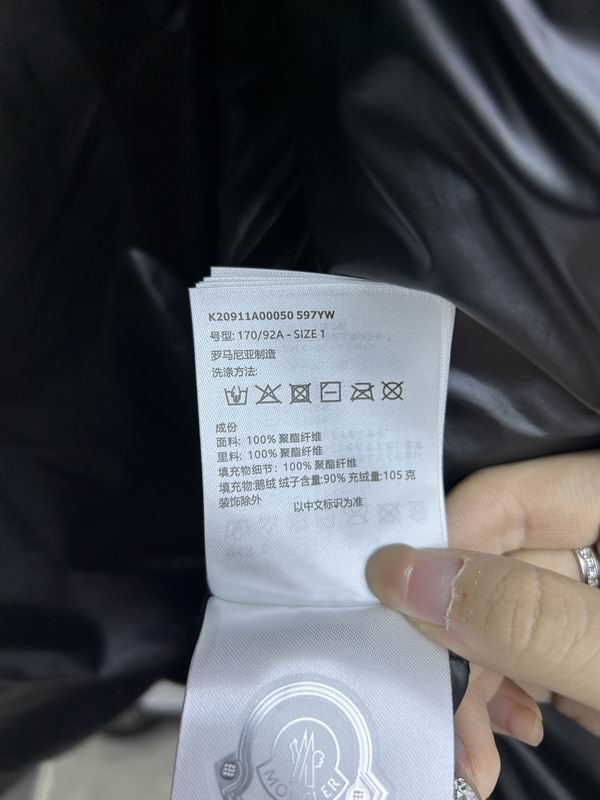 K20911A00050 597YW
号型: 170/92A - SIZE 1
罗马尼亚制造
洗涤方法:
成份
面料: 100% 聚酯纤维
里料: 100% 聚酯纤维
填充物细节: 100% 聚酯纤维
填充物:鹅绒 绒子含量:90% 充绒量:105 克
装饰除外
以中文标识为准
MONCLER